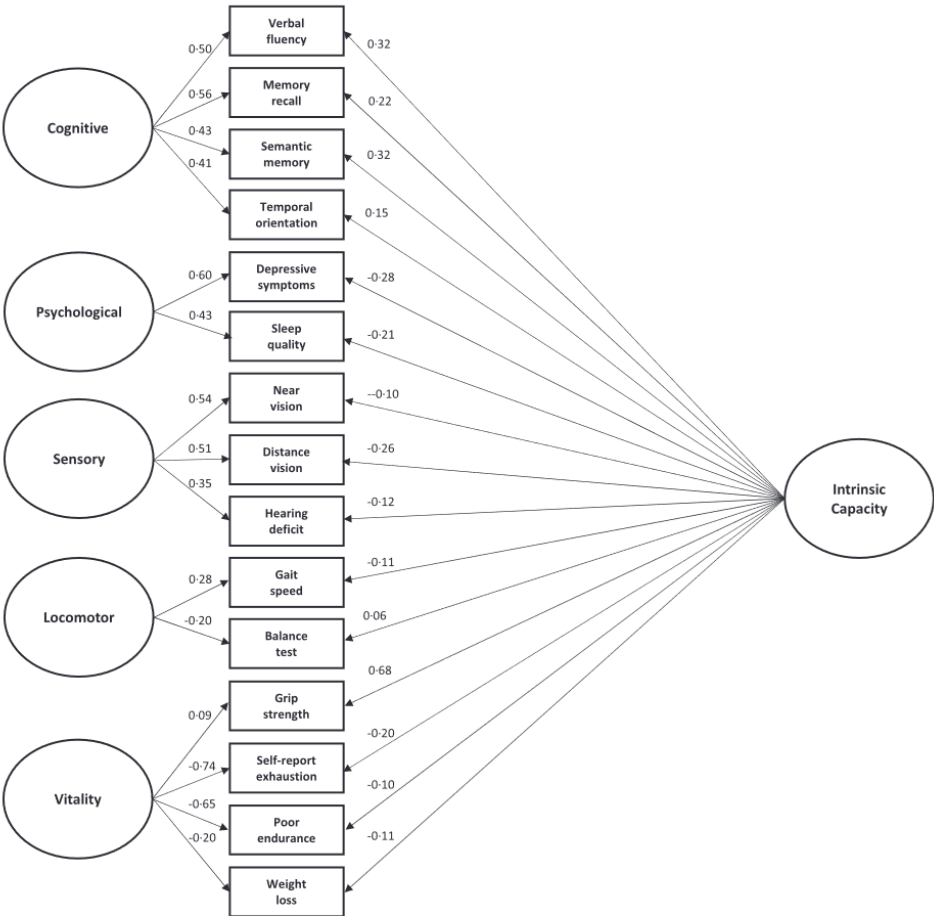 Verbal
fluency
0·32
0·50
Memory
recall
0·56
0·22
Cognitive
0·43
Semantic
memory
0·32
0·41
Temporal
orientation
0·15
Depressive
symptoms
0·60
-0·28
Psychological
0·43
Sleep
quality
-0·21
Near
vision
0·54
--0·10
Sensory
0·51
Distance
vision
-0·26
0·35
Hearing
deficit
-0·12
Intrinsic
Capacity
Gait
speed
0·28
-0·11
Locomotor
-0·20
Balance
test
0·06
Grip
strength
0·68
0·09
Self-report
exhaustion
-0·20
-0·74
Vitality
-0·65
Poor
endurance
-0·10
-0·20
Weight
loss
-0·11